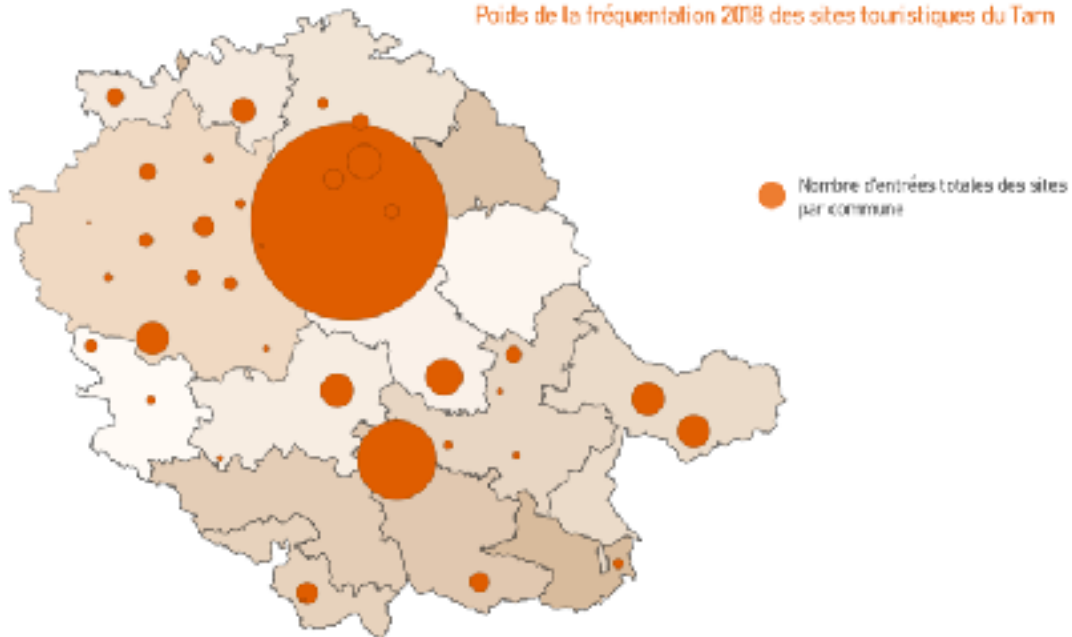 Poids de la fréquentation 2018 des sites touristiques du Tarn
Nombre d'entrées totales des sites
par commune